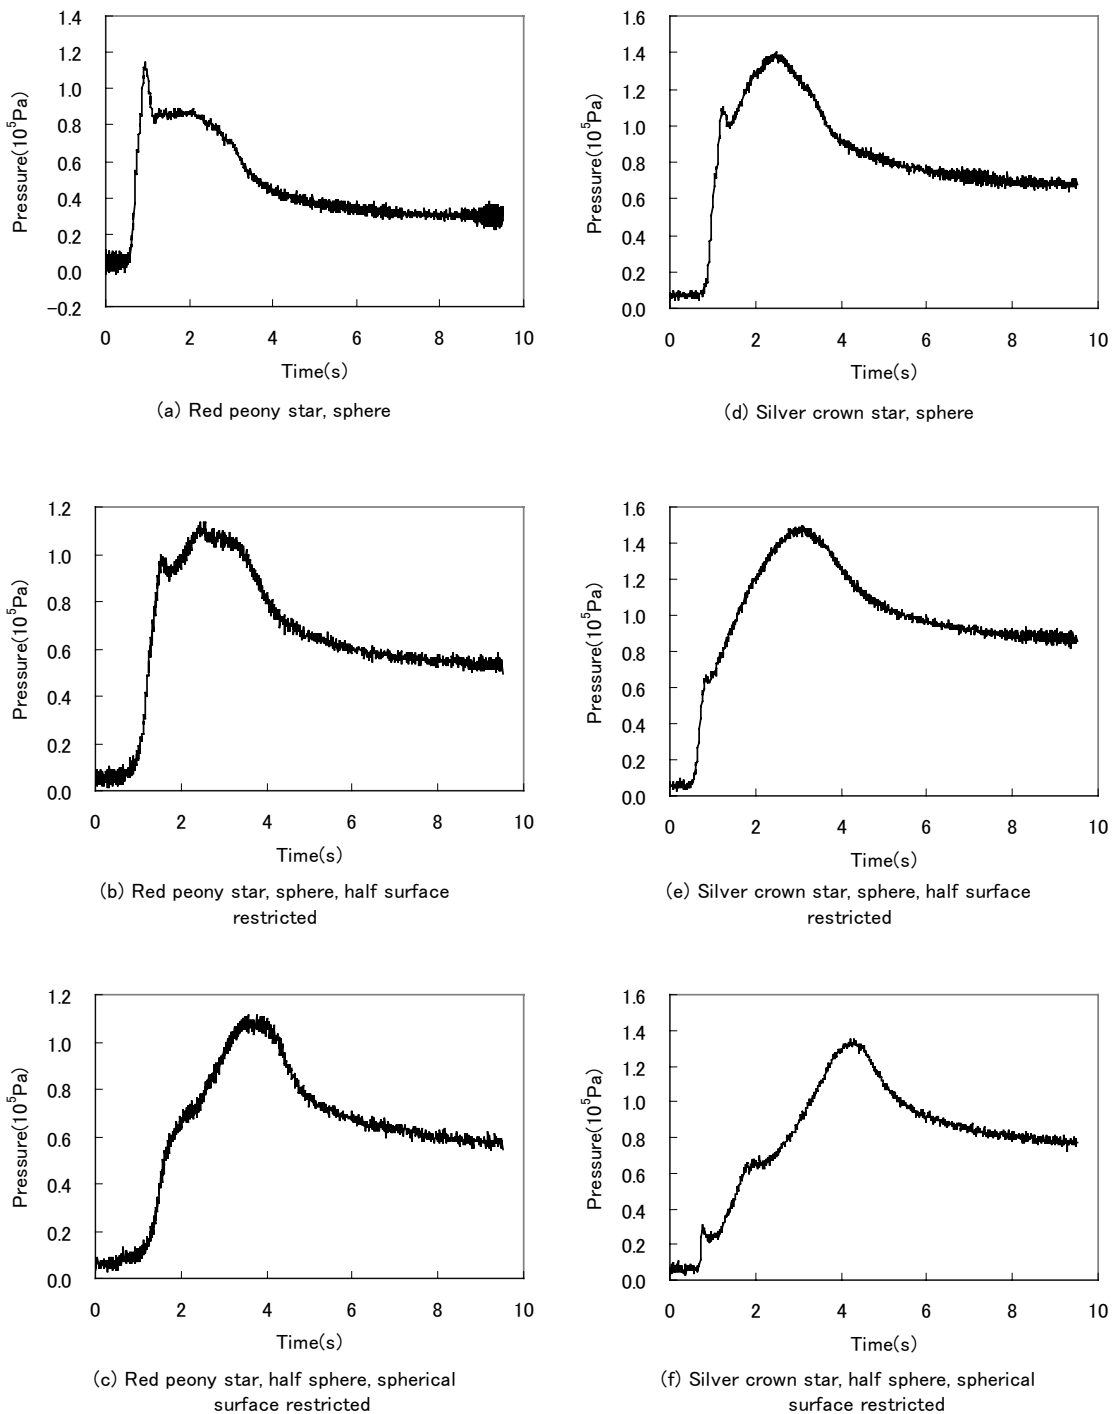 1.4
1.2
1.0
0.8
0.6
0.4
0.2
0.0
−0.2
Pressure(10⁵Pa)
0 2 4 6 8 10
Time(s)
(a) Red peony star, sphere
1.6
1.4
1.2
1.0
0.8
0.6
0.4
0.2
0.0
Pressure(10⁵Pa)
0 2 4 6 8 10
Time(s)
(d) Silver crown star, sphere
1.2
1.0
0.8
0.6
0.4
0.2
0.0
Pressure(10⁵Pa)
0 2 4 6 8 10
Time(s)
(b) Red peony star, sphere, half surface
restricted
1.6
1.4
1.2
1.0
0.8
0.6
0.4
0.2
0.0
Pressure(10⁵Pa)
0 2 4 6 8 10
Time(s)
(e) Silver crown star, sphere, half surface
restricted
1.2
1.0
0.8
0.6
0.4
0.2
0.0
Pressure(10⁵Pa)
0 2 4 6 8 10
Time(s)
(c) Red peony star, half sphere, spherical
surface restricted
1.6
1.4
1.2
1.0
0.8
0.6
0.4
0.2
0.0
Pressure(10⁵Pa)
0 2 4 6 8 10
Time(s)
(f) Silver crown star, half sphere, spherical
surface restricted